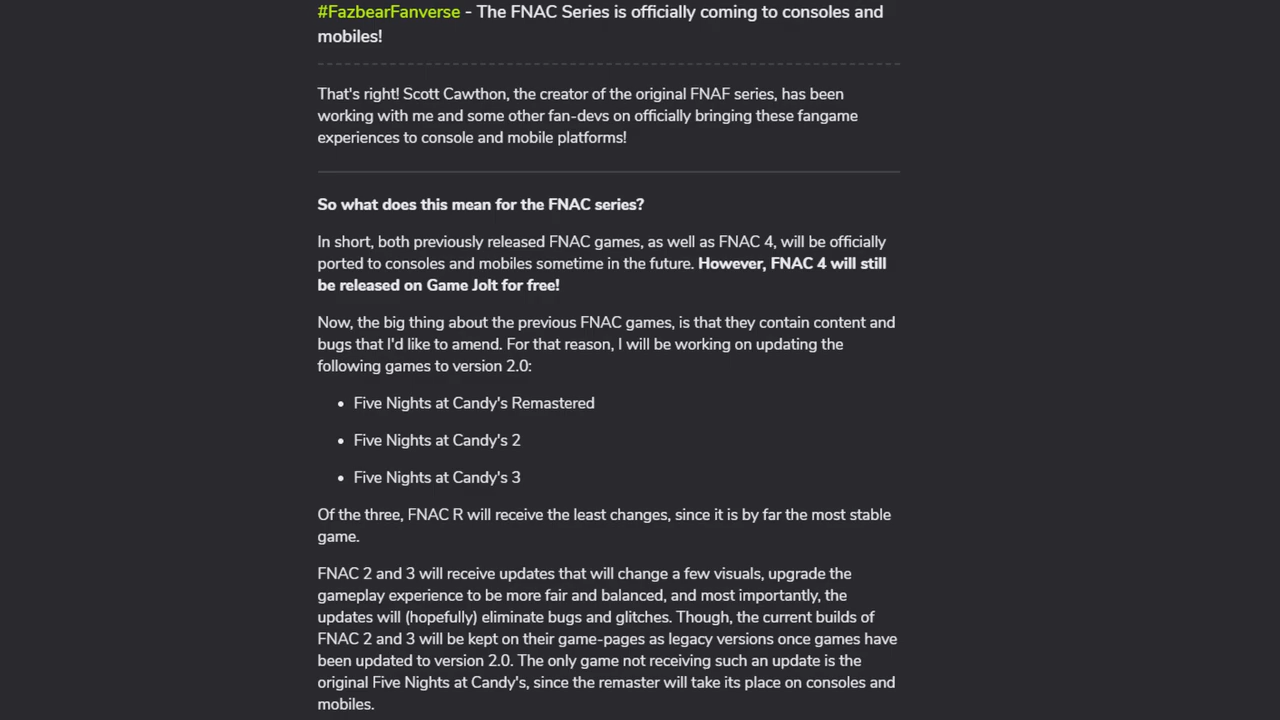 #FazbearFanverse - The FNAC Series is officially coming to consoles and
mobiles!
That's right! Scott Cawthon, the creator of the original FNAF series, has been
working with me and some other fan-devs on officially bringing these fangame
experiences to console and mobile platforms!
So what does this mean for the FNAC series?
In short, both previously released FNAC games, as well as FNAC 4, will be officially
ported to consoles and mobiles sometime in the future. However, FNAC 4 will still
be released on Game Jolt for free!
Now, the big thing about the previous FNAC games, is that they contain content and
bugs that I'd like to amend. For that reason, I will be working on updating the
following games to version 2.0:
• Five Nights at Candy's Remastered
• Five Nights at Candy's 2
• Five Nights at Candy's 3
Of the three, FNAC R will receive the least changes, since it is by far the most stable
game.
FNAC 2 and 3 will receive updates that will change a few visuals, upgrade the
gameplay experience to be more fair and balanced, and most importantly, the
updates will (hopefully) eliminate bugs and glitches. Though, the current builds of
FNAC 2 and 3 will be kept on their game-pages as legacy versions once games have
been updated to version 2.0. The only game not receiving such an update is the
original Five Nights at Candy's, since the remaster will take its place on consoles and
mobiles.